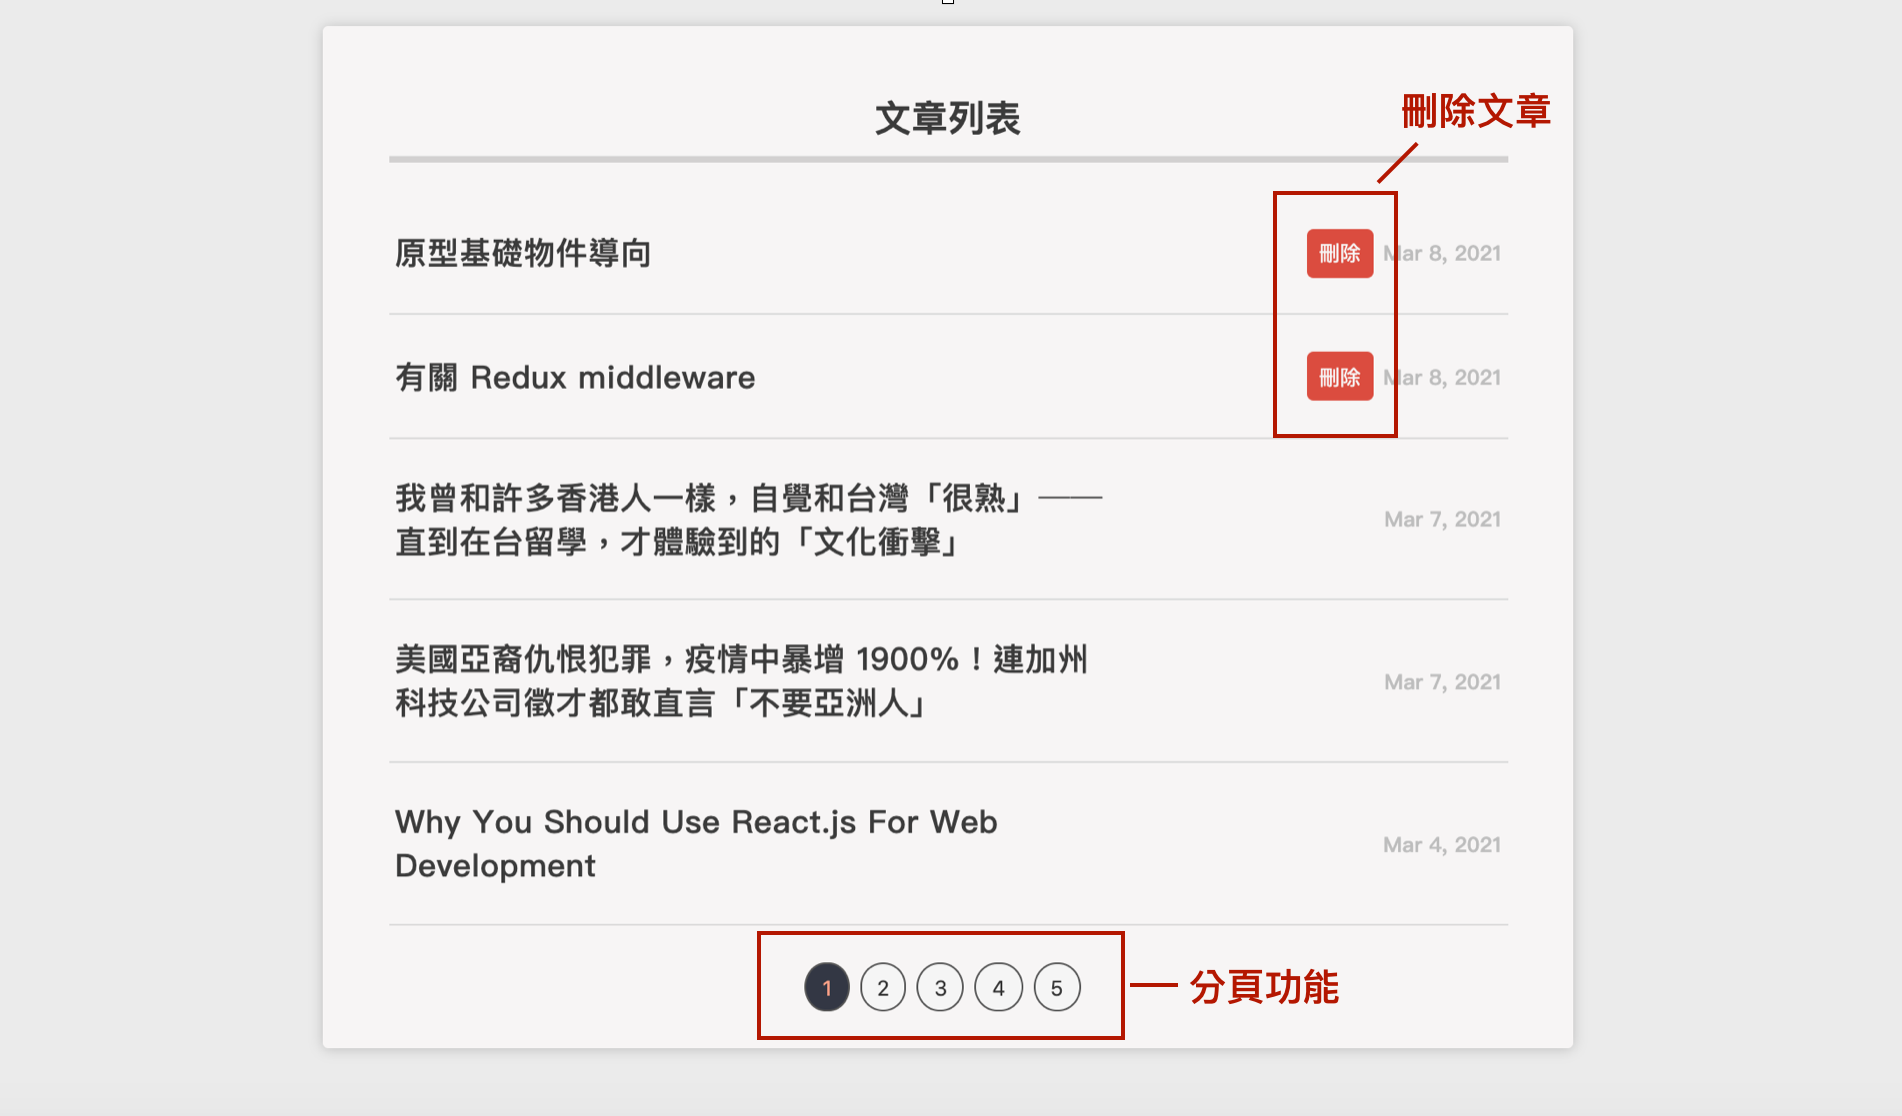 文章列表
刪除文章
原型基礎物件導向
刪除
Mar 8, 2021
有關 Redux middleware
刪除
Mar 8, 2021
我曾和許多香港人一樣，自覺和台灣「很熟」——
直到在台留學，才體驗到的「文化衝擊」
Mar 7, 2021
美國亞裔仇恨犯罪，疫情中暴增 1900%！連加州
科技公司徵才都敢直言「不要亞洲人」
Mar 7, 2021
Why You Should Use React.js For Web
Development
Mar 4, 2021
1 2 3 4 5
分頁功能